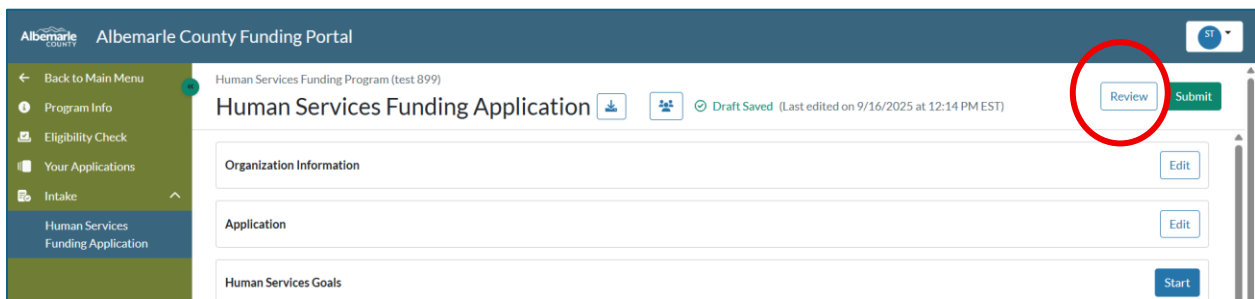 Albemarle
COUNTY
Albemarle County Funding Portal
ST
Back to Main Menu
Program Info
Eligibility Check
Your Applications
Intake
Human Services
Funding Application
Human Services Funding Program (test 899)
Human Services Funding Application
Draft Saved (Last edited on 9/16/2025 at 12:14 PM EST)
Review
Submit
Organization Information
Edit
Application
Edit
Human Services Goals
Start